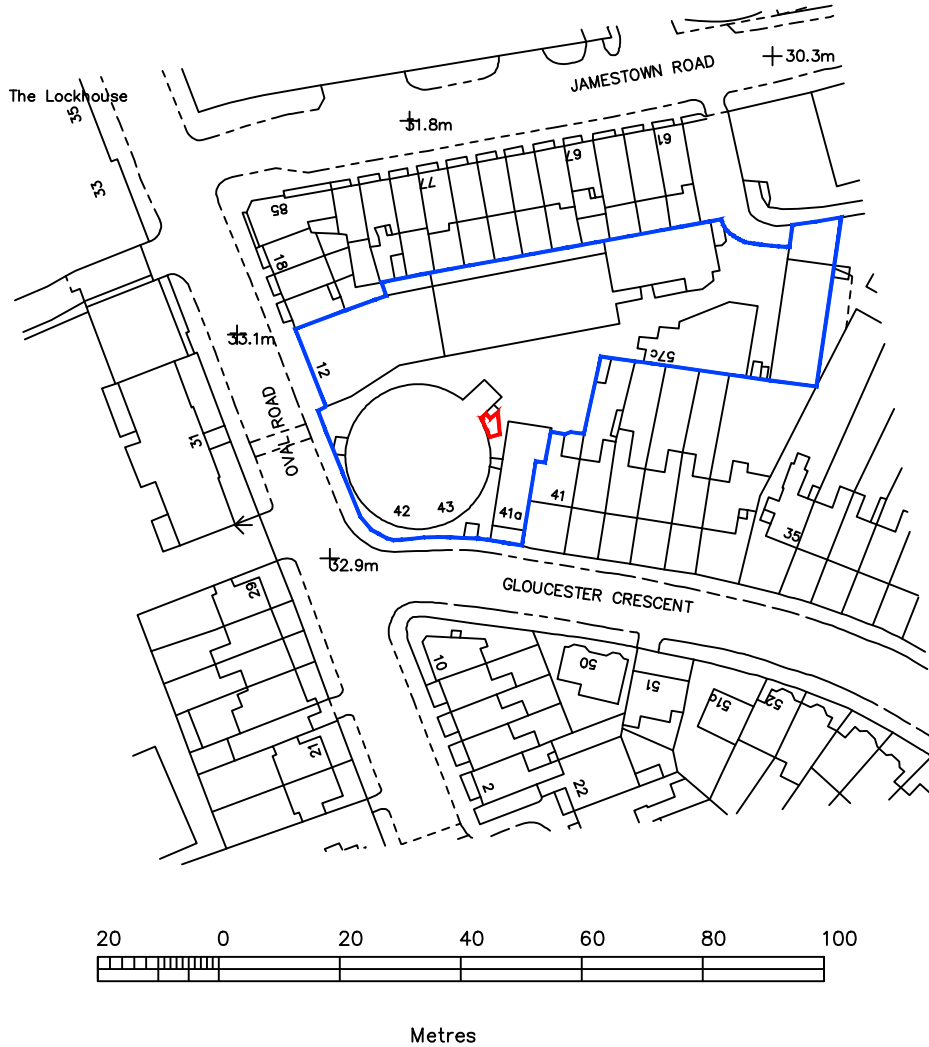 30.3m
JAMESTOWN ROAD
The Lockhouse
35
31.8m
61
67
77
33
85
18
33.1m
57c
12
OVAL ROAD
31
41
42 43
41a
35
32.9m
29
GLOUCESTER CRESCENT
10
50
51
51a
52
21
2
22
20 0 20 40 60 80 100
Metres